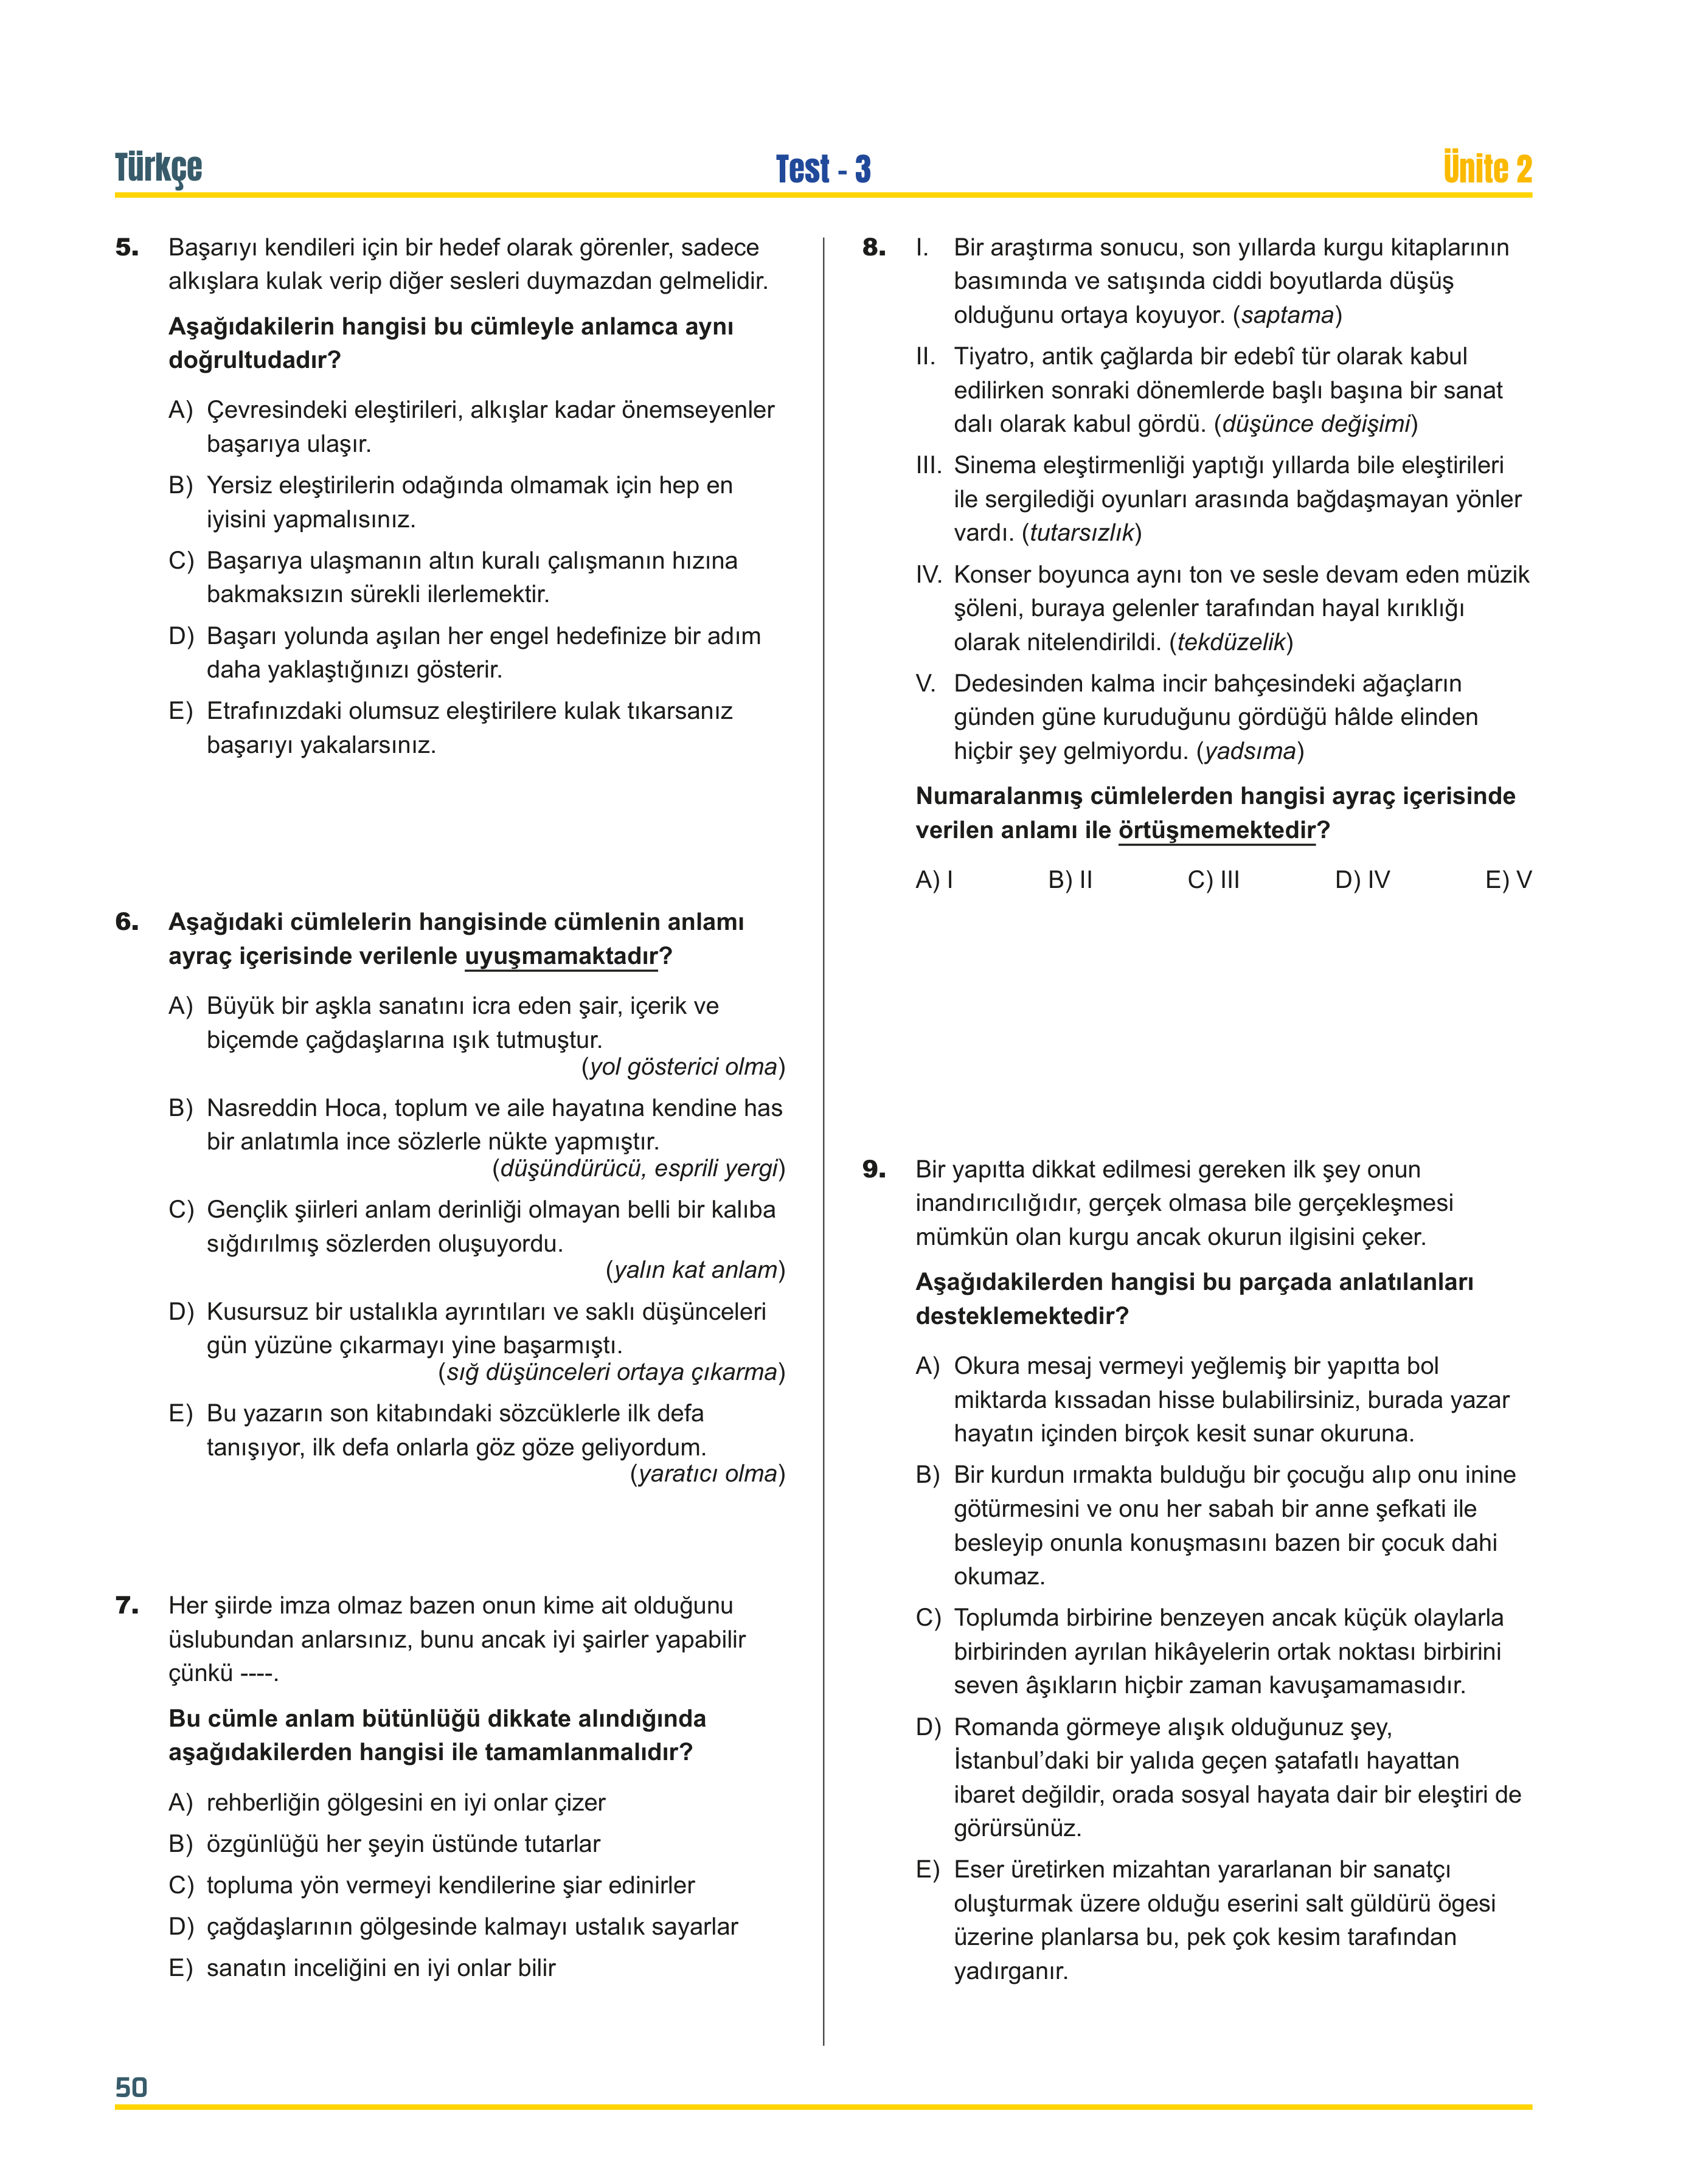 Türkçe
Test - 3
Ünite 2
5. Başarıyı kendileri için bir hedef olarak görenler, sadece
alkışlara kulak verip diğer sesleri duymazdan gelmelidir.
Aşağıdakilerin hangisi bu cümleyle anlamca aynı
doğrultudadır?
A) Çevresindeki eleştirileri, alkışlar kadar önemseyenler
başarıya ulaşır.
B) Yersiz eleştirilerin odağında olmamak için hep en
iyisini yapmalısınız.
C) Başarıya ulaşmanın altın kuralı çalışmanın hızına
bakmaksızın sürekli ilerlemektir.
D) Başarı yolunda aşılan her engel hedefinize bir adım
daha yaklaştığınızı gösterir.
E) Etrafınızdaki olumsuz eleştirilere kulak tıkarsanız
başarıyı yakalarsınız.
6. Aşağıdaki cümlelerin hangisinde cümlenin anlamı
ayraç içerisinde verilenle uyuşmamaktadır?
A) Büyük bir aşkla sanatını icra eden şair, içerik ve
biçemde çağdaşlarına ışık tutmuştur.
(yol gösterici olma)
B) Nasreddin Hoca, toplum ve aile hayatına kendine has
bir anlatımla ince sözlerle nükte yapmıştır.
(düşündürücü, esprili yergi)
C) Gençlik şiirleri anlam derinliği olmayan belli bir kalıba
sığdırılmış sözlerden oluşuyordu.
(yalın kat anlam)
D) Kusursuz bir ustalıkla ayrıntıları ve saklı düşünceleri
gün yüzüne çıkarmayı yine başarmıştı.
(sığ düşünceleri ortaya çıkarma)
E) Bu yazarın son kitabındaki sözcüklerle ilk defa
tanışıyor, ilk defa onlarla göz göze geliyordum.
(yaratıcı olma)
7. Her şiirde imza olmaz bazen onun kime ait olduğunu
üslubundan anlarsınız, bunu ancak iyi şairler yapabilir
çünkü ----.
Bu cümle anlam bütünlüğü dikkate alındığında
aşağıdakilerden hangisi ile tamamlanmalıdır?
A) rehberliğin gölgesini en iyi onlar çizer
B) özgünlüğü her şeyin üstünde tutarlar
C) topluma yön vermeyi kendilerine şiar edinirler
D) çağdaşlarının gölgesinde kalmayı ustalık sayarlar
E) sanatın inceliğini en iyi onlar bilir
8. I. Bir araştırma sonucu, son yıllarda kurgu kitaplarının
basımında ve satışında ciddi boyutlarda düşüş
olduğunu ortaya koyuyor. (saptama)
II. Tiyatro, antik çağlarda bir edebî tür olarak kabul
edilirken sonraki dönemlerde başlı başına bir sanat
dalı olarak kabul gördü. (düşünce değişimi)
III. Sinema eleştirmenliği yaptığı yıllarda bile eleştirileri
ile sergilediği oyunları arasında bağdaşmayan yönler
vardı. (tutarsızlık)
IV. Konser boyunca aynı ton ve sesle devam eden müzik
şöleni, buraya gelenler tarafından hayal kırıklığı
olarak nitelendirildi. (tekdüzelik)
V. Dedesinden kalma incir bahçesindeki ağaçların
günden güne kuruduğunu gördüğü hâlde elinden
hiçbir şey gelmiyordu. (yadsıma)
Numaralanmış cümlelerden hangisi ayraç içerisinde
verilen anlamı ile örtüşmemektedir?
A) I B) II C) III D) IV E) V
9. Bir yapıtta dikkat edilmesi gereken ilk şey onun
inandırıcılığıdır, gerçek olmasa bile gerçekleşmesi
mümkün olan kurgu ancak okurun ilgisini çeker.
Aşağıdakilerden hangisi bu parçada anlatılanları
desteklemektedir?
A) Okura mesaj vermeyi yeğlemiş bir yapıtta bol
miktarda kıssadan hisse bulabilirsiniz, burada yazar
hayatın içinden birçok kesit sunar okuruna.
B) Bir kurdun ırmakta bulduğu bir çocuğu alıp onu inine
götürmesini ve onu her sabah bir anne şefkati ile
besleyip onunla konuşmasını bazen bir çocuk dahi
okumaz.
C) Toplumda birbirine benzeyen ancak küçük olaylarla
birbirinden ayrılan hikâyelerin ortak noktası birbirini
seven âşıkların hiçbir zaman kavuşamamasıdır.
D) Romanda görmeye alışık olduğunuz şey,
İstanbul’daki bir yalıda geçen şatafatlı hayattan
ibaret değildir, orada sosyal hayata dair bir eleştiri de
görürsünüz.
E) Eser üretirken mizahtan yararlanan bir sanatçı
oluşturmak üzere olduğu eserini salt güldürü ögesi
üzerine planlarsa bu, pek çok kesim tarafından
yadırganır.
50